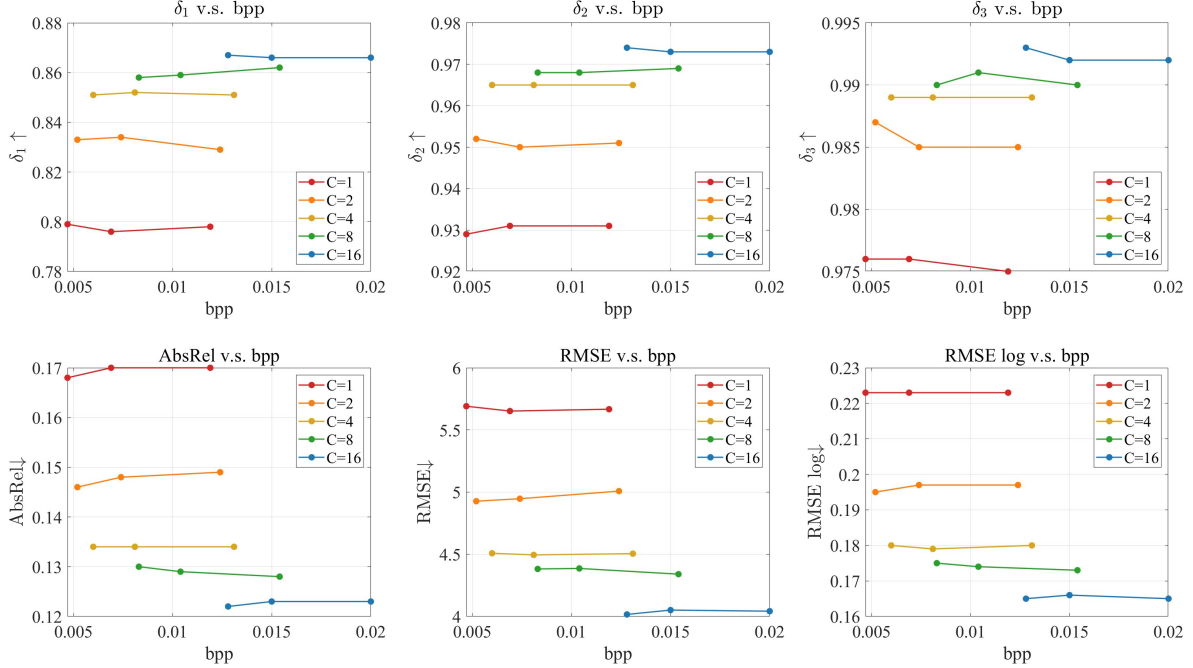 δ₁ v.s. bpp
0.88
0.86
0.84
0.82
0.8
0.78
δ₁ ↑
0.005
0.01
0.015
0.02
bpp
C=1
C=2
C=4
C=8
C=16
δ₂ v.s. bpp
0.98
0.97
0.96
0.95
0.94
0.93
0.92
δ₂ ↑
0.005
0.01
0.015
0.02
bpp
C=1
C=2
C=4
C=8
C=16
δ₃ v.s. bpp
0.995
0.99
0.985
0.98
0.975
δ₃ ↑
0.005
0.01
0.015
0.02
bpp
C=1
C=2
C=4
C=8
C=16
AbsRel v.s. bpp
0.17
0.16
0.15
0.14
0.13
0.12
AbsRel↓
0.005
0.01
0.015
0.02
bpp
C=1
C=2
C=4
C=8
C=16
RMSE v.s. bpp
6
5.5
5
4.5
4
RMSE↓
0.005
0.01
0.015
0.02
bpp
C=1
C=2
C=4
C=8
C=16
RMSE log v.s. bpp
0.23
0.22
0.21
0.2
0.19
0.18
0.17
0.16
RMSE log↓
0.005
0.01
0.015
0.02
bpp
C=1
C=2
C=4
C=8
C=16